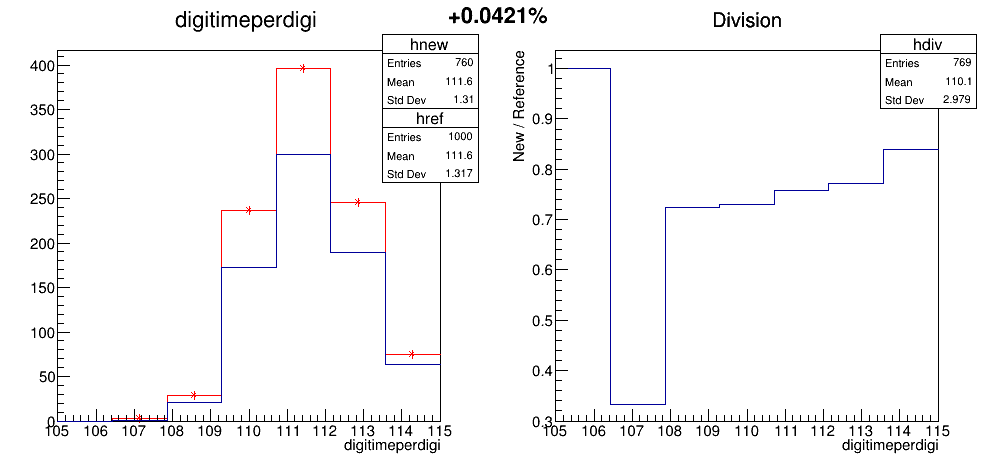 +0.0421%
digitimeperdigi
hnew
Entries 760
Mean 111.6
Std Dev 1.31
href
Entries 1000
Mean 111.6
Std Dev 1.317
400
350
300
250
200
150
100
50
0
105 106 107 108 109 110 111 112 113 114 115
digitimeperdigi
Division
hdiv
Entries 769
Mean 110.1
Std Dev 2.979
New / Reference
1
0.9
0.8
0.7
0.6
0.5
0.4
0.3
105 106 107 108 109 110 111 112 113 114 115
digitimeperdigi